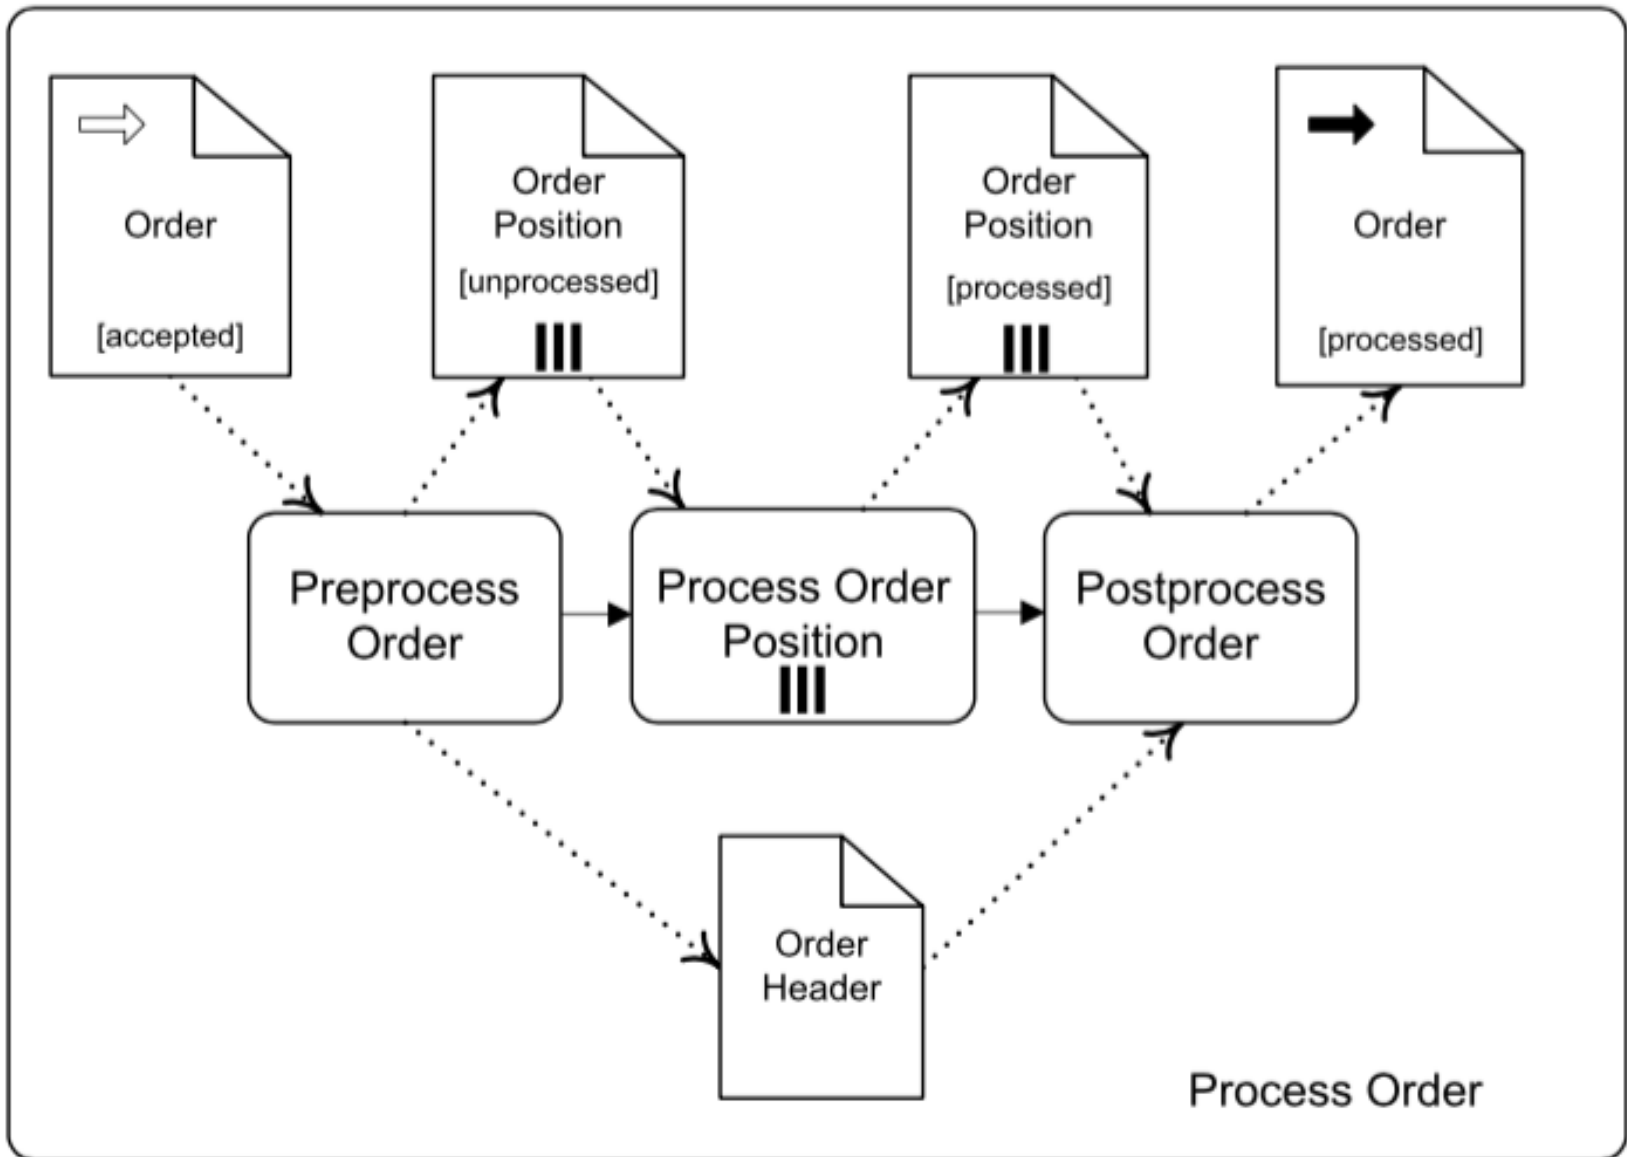 Order
[accepted]
Order
Position
[unprocessed]
Order
Position
[processed]
Order
[processed]
Preprocess
Order
Process Order
Position
Postprocess
Order
Order
Header
Process Order